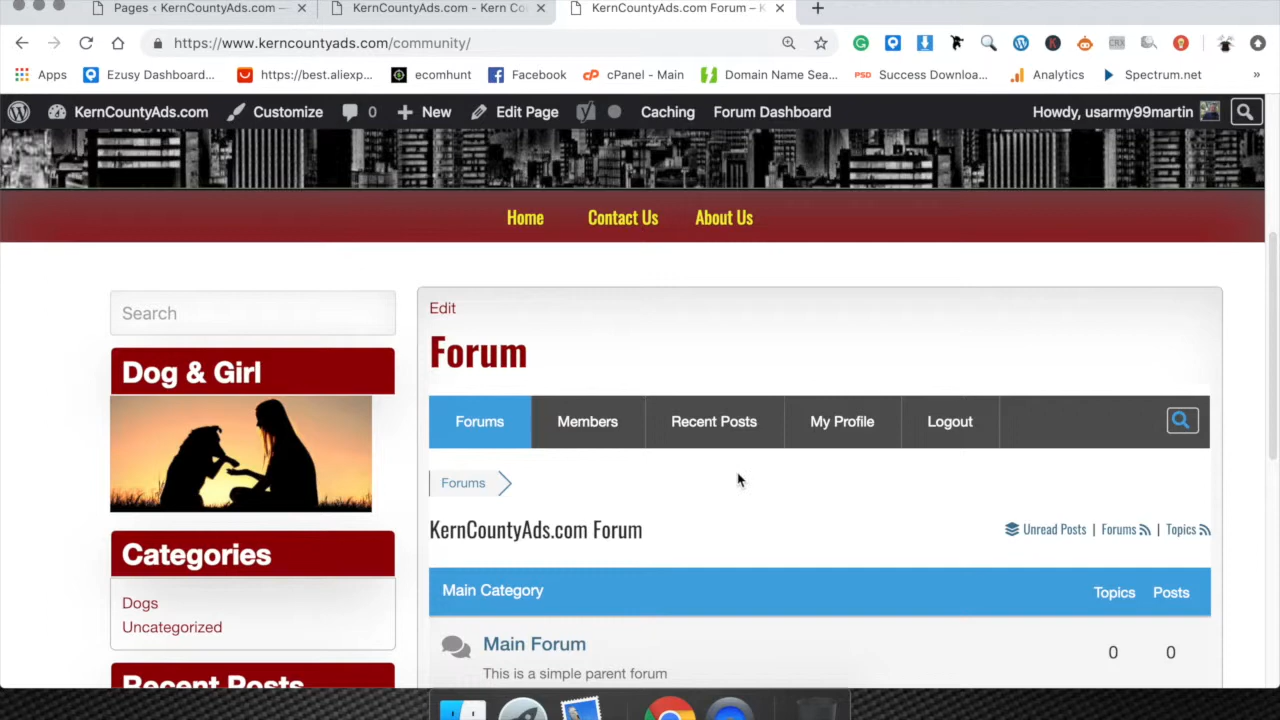 Pages ‹ KernCountyAds.com —
KernCountyAds.com - Kern Co
KernCountyAds.com Forum – K
https://www.kerncountyads.com/community/
Apps
Ezusy Dashboard...
https://best.aliexp...
ecomhunt
Facebook
cPanel - Main
Domain Name Sea...
PSD
Success Downloa...
Analytics
Spectrum.net
»
KernCountyAds.com
Customize
0
New
Edit Page
Caching
Forum Dashboard
Howdy, usarmy99martin
Home
Contact Us
About Us
Search
Dog & Girl
Categories
Dogs
Uncategorized
Recent Posts
Edit
Forum
Forums
Members
Recent Posts
My Profile
Logout
Forums
KernCountyAds.com Forum
Unread Posts | Forums | Topics
Main Category
Topics
Posts
Main Forum
0
0
This is a simple parent forum